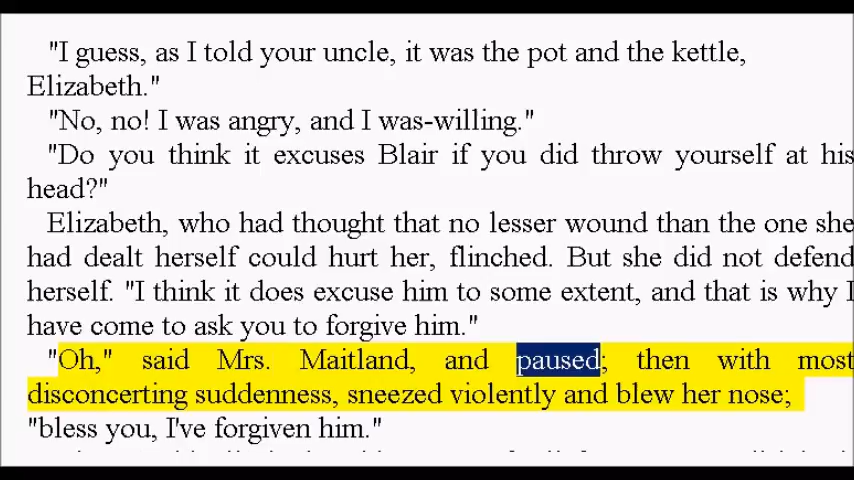 "I guess, as I told your uncle, it was the pot and the kettle,
Elizabeth."
"No, no! I was angry, and I was-willing."
"Do you think it excuses Blair if you did throw yourself at his
head?"
Elizabeth, who had thought that no lesser wound than the one she
had dealt herself could hurt her, flinched. But she did not defend
herself. "I think it does excuse him to some extent, and that is why I
have come to ask you to forgive him."
"Oh," said Mrs. Maitland, and paused; then with most
disconcerting suddenness, sneezed violently and blew her nose;
"bless you, I've forgiven him."